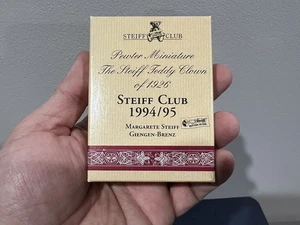 STEIFF CLUB
Pewter Miniature
The Steiff Teddy Clown
of 1926
STEIFF CLUB
1994/95
MARGARETE STEIFF
GIENGEN-BRENZ